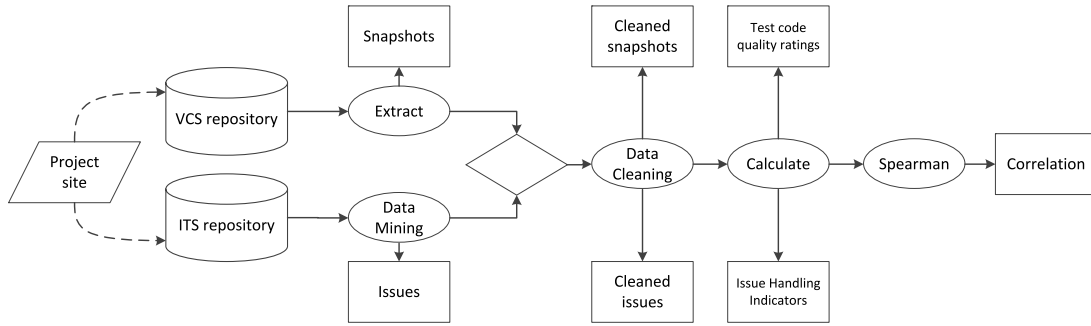 Snapshots
Cleaned
snapshots
Test code
quality ratings
VCS repository
Extract
Project
site
Data
Cleaning
Calculate
Spearman
Correlation
ITS repository
Data
Mining
Issues
Cleaned
issues
Issue Handling
Indicators